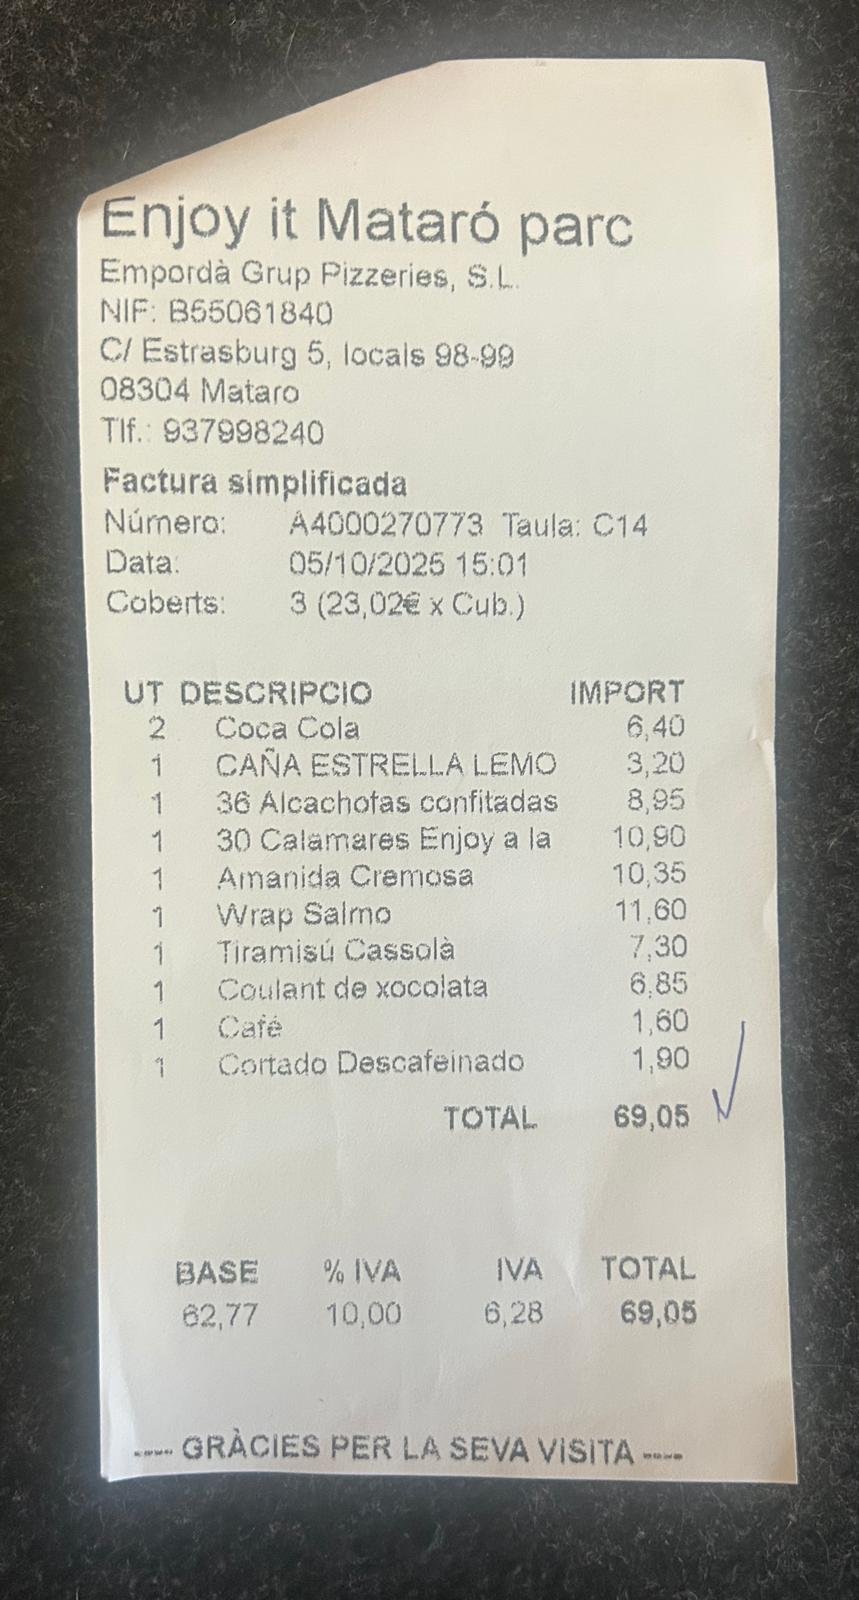 Enjoy it Mataró parc
Empordà Grup Pizzeries, S.L.
NIF: B55061840
C/ Estrasburg 5, locals 98-99
08304 Mataro
Tlf.: 937998240
Factura simplificada
Número: A4000270773 Taula: C14
Data: 05/10/2025 15:01
Coberts: 3 (23,02€ x Cub.)
UT DESCRIPCIO IMPORT
2 Coca Cola 6,40
1 CAÑA ESTRELLA LEMO 3,20
1 36 Alcachofas confitadas 8,95
1 30 Calamares Enjoy a la 10,90
1 Amanida Cremosa 10,35
1 Wrap Salmo 11,60
1 Tiramisú Cassolà 7,30
1 Coulant de xocolata 6,85
1 Café 1,60
1 Cortado Descafeinado 1,90
TOTAL 69,05
BASE % IVA IVA TOTAL
62,77 10,00 6,28 69,05
---- GRÀCIES PER LA SEVA VISITA ----